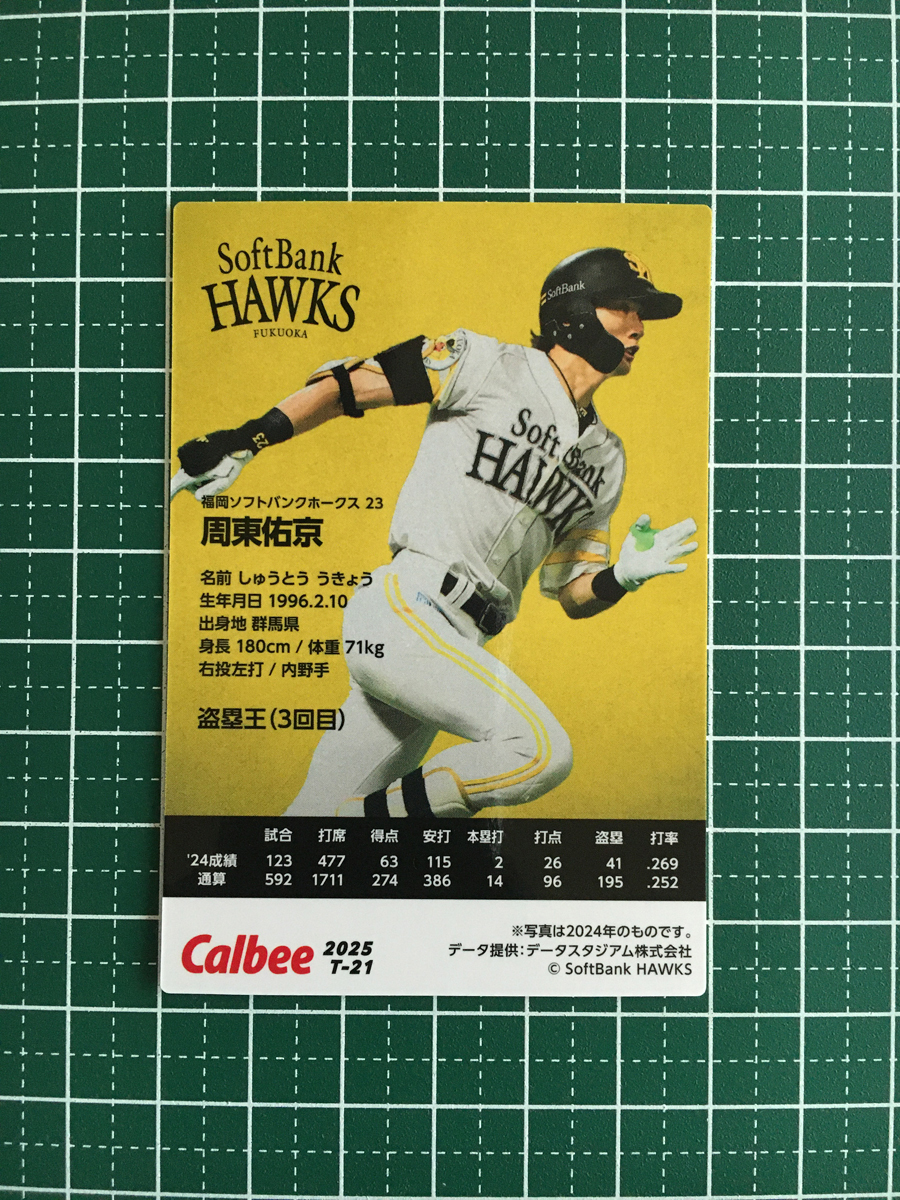 SoftBank
HAWKS
FUKUOKA
SoftBank
SH
23
Soft Bank
HAWK
福岡ソフトバンクホークス 23
周東佑京
名前 しゅうとう うきょう
生年月日 1996.2.10
出身地 群馬県
身長 180cm / 体重 71kg
右投左打 / 内野手
盗塁王(3回目)
試合 打席 得点 安打 本塁打 打点 盗塁 打率
'24成績 123 477 63 115 2 26 41 .269
通算 592 1711 274 386 14 96 195 .252
Calbee 2025
T-21
※写真は2024年のものです。
データ提供:データスタジアム株式会社
© SoftBank HAWKS